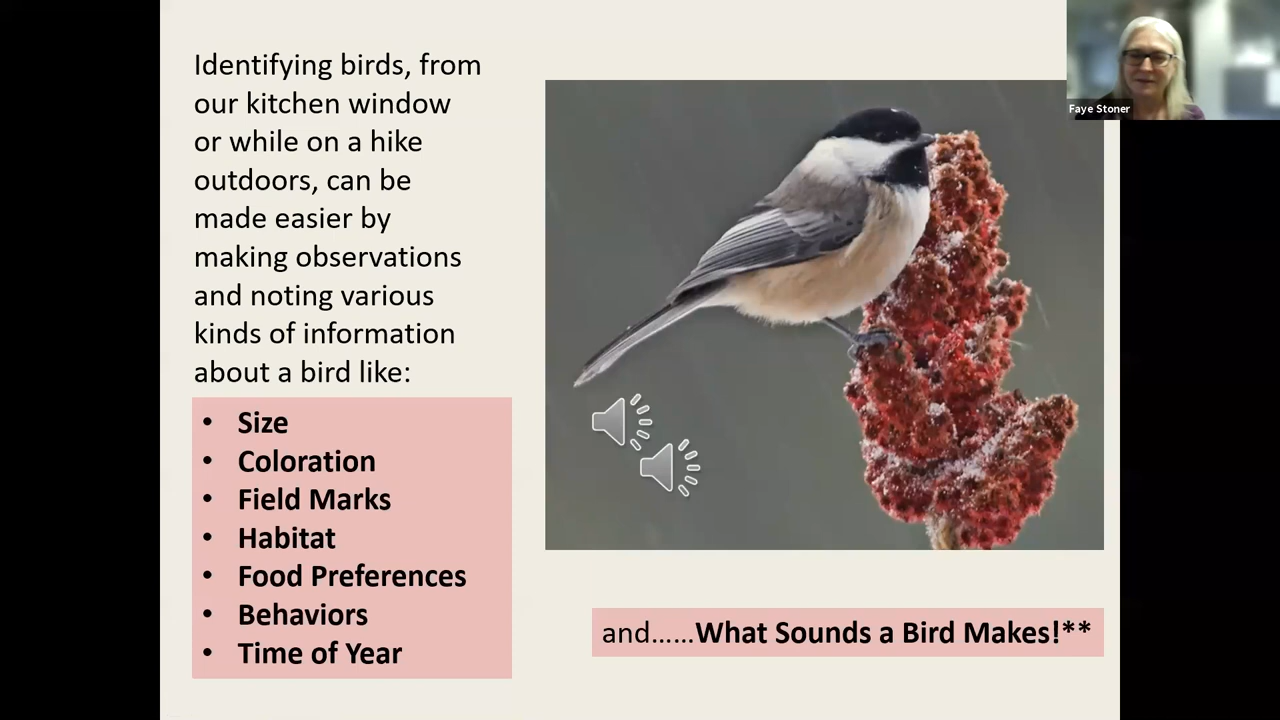 Identifying birds, from
our kitchen window
or while on a hike
outdoors, can be
made easier by
making observations
and noting various
kinds of information
about a bird like:
• Size
• Coloration
• Field Marks
• Habitat
• Food Preferences
• Behaviors
• Time of Year
and……What Sounds a Bird Makes!**
Faye Stoner